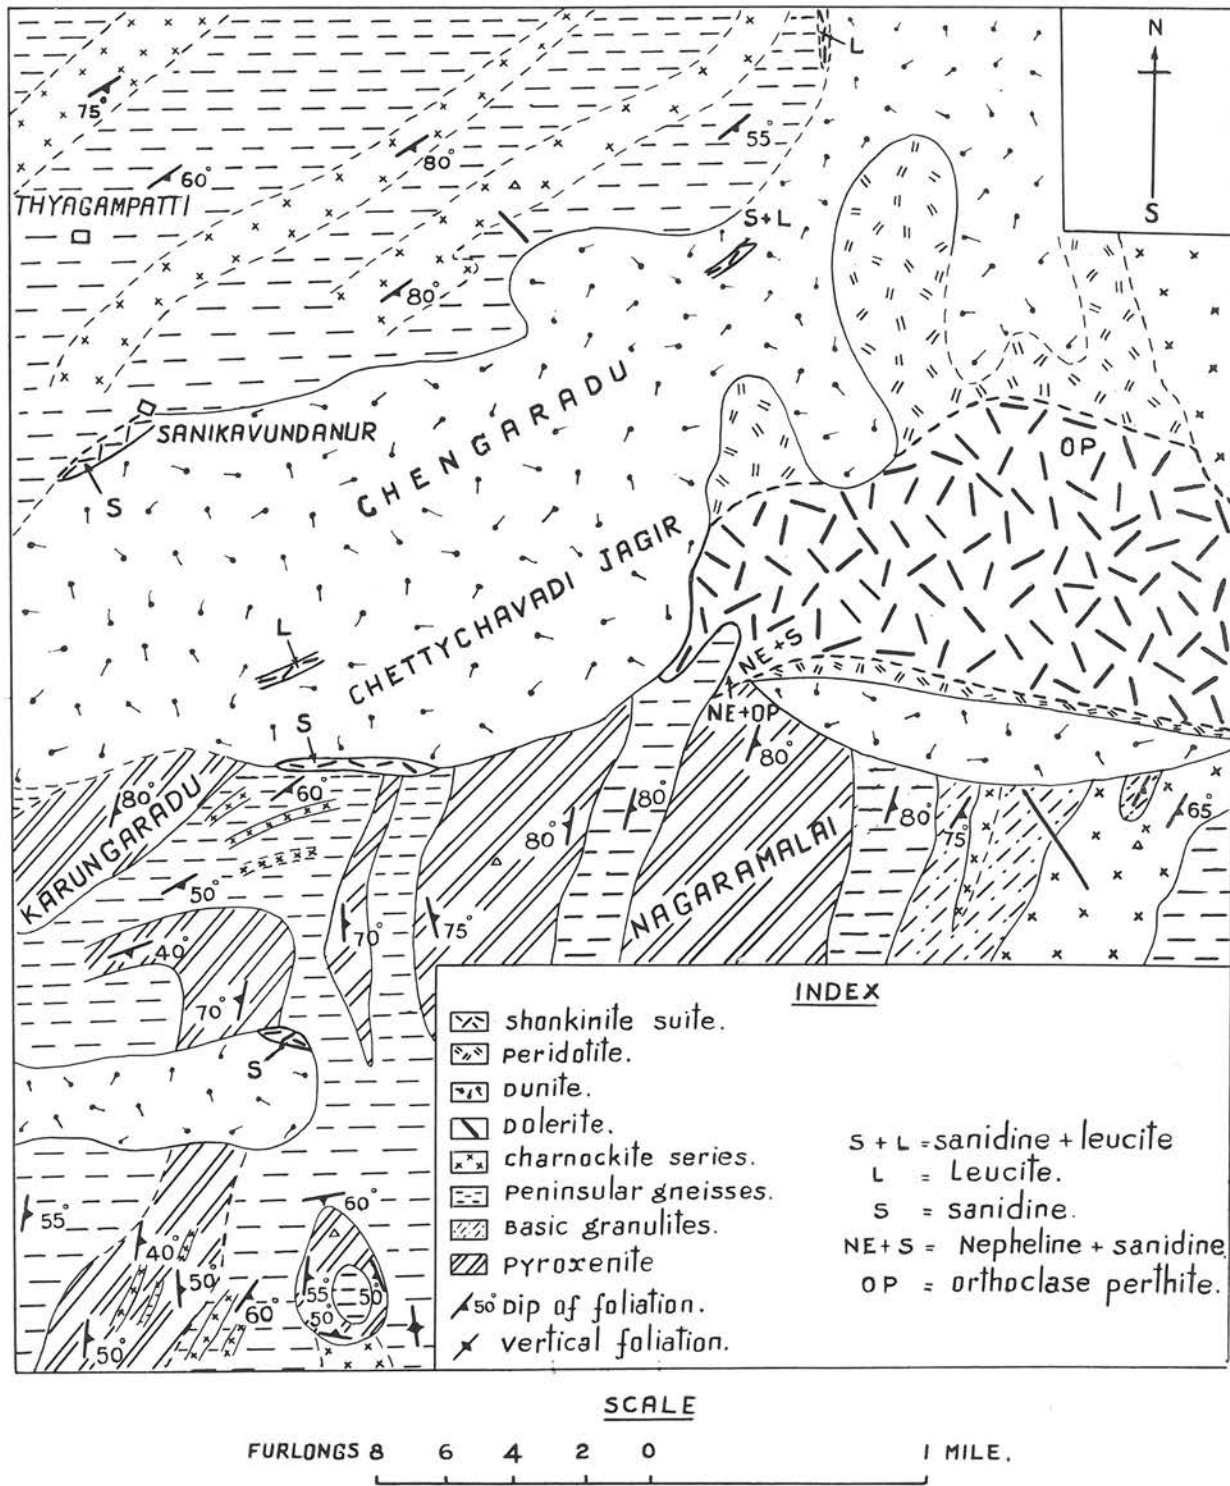 N
S
L
75°
80°
55°
60°
THYAGAMPATTI
S+L
80°
SANIKAVUNDANUR
S
CHENGARADU
OP
CHETTYCHAVADI JAGIR
L
NE+S
NE+OP
S
80°
KARUNGARADU
80°
60°
80°
80°
NAGARAMALAI
80°
75°
65°
50°
40°
70°
75°
70°
S
55°
40°
50°
60°
60°
55°
50°
50°
50°
INDEX
shonkinite suite.
Peridotite.
Dunite.
Dolerite.
charnockite series.
Peninsular gneisses.
Basic granulites.
Pyroxenite
50° Dip of foliation.
vertical foliation.
S + L = sanidine + leucite
L = Leucite.
S = sanidine.
NE+S = Nepheline + sanidine.
OP = orthoclase perthite.
SCALE
FURLONGS 8 6 4 2 0 1 MILE.